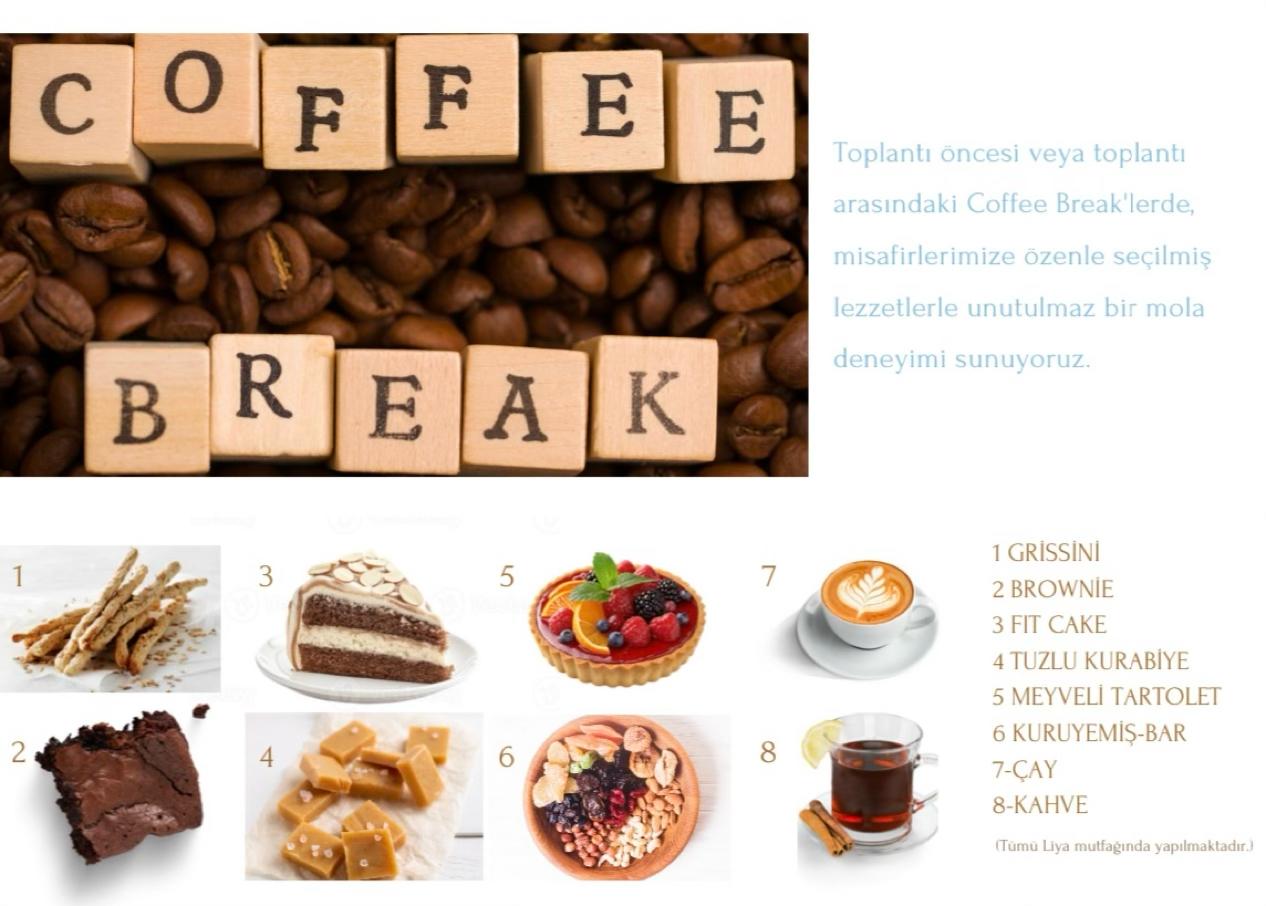 COFFEE
BREAK
Toplantı öncesi veya toplantı
arasındaki Coffee Break'lerde,
misafirlerimize özenle seçilmiş
lezzetlerle unutulmaz bir mola
deneyimi sunuyoruz.
1
3
5
7
2
4
6
8
1 GRİSSİNİ
2 BROWNİE
3 FIT CAKE
4 TUZLU KURABİYE
5 MEYVELİ TARTOLET
6 KURUYEMİŞ-BAR
7-ÇAY
8-KAHVE
(Tümü Liya mutfağında yapılmaktadır.)